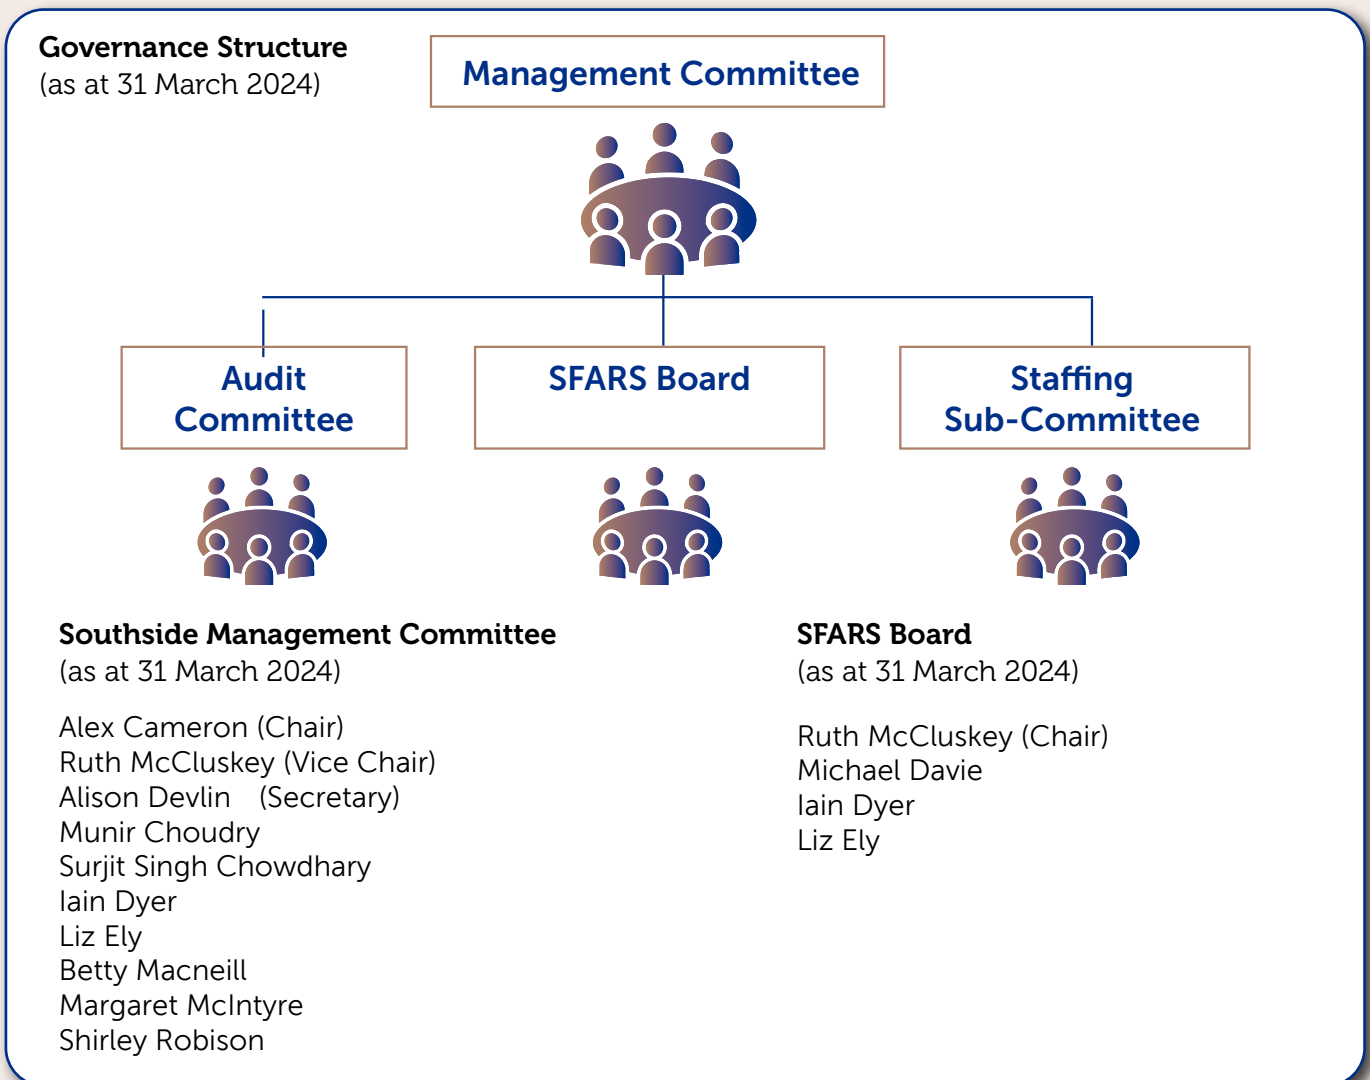 Governance Structure
(as at 31 March 2024)
Management Committee
Audit
Committee
SFARS Board
Staffing
Sub-Committee
Southside Management Committee
(as at 31 March 2024)
Alex Cameron (Chair)
Ruth McCluskey (Vice Chair)
Alison Devlin (Secretary)
Munir Choudry
Surjit Singh Chowdhary
Iain Dyer
Liz Ely
Betty Macneill
Margaret McIntyre
Shirley Robison
SFARS Board
(as at 31 March 2024)
Ruth McCluskey (Chair)
Michael Davie
Iain Dyer
Liz Ely